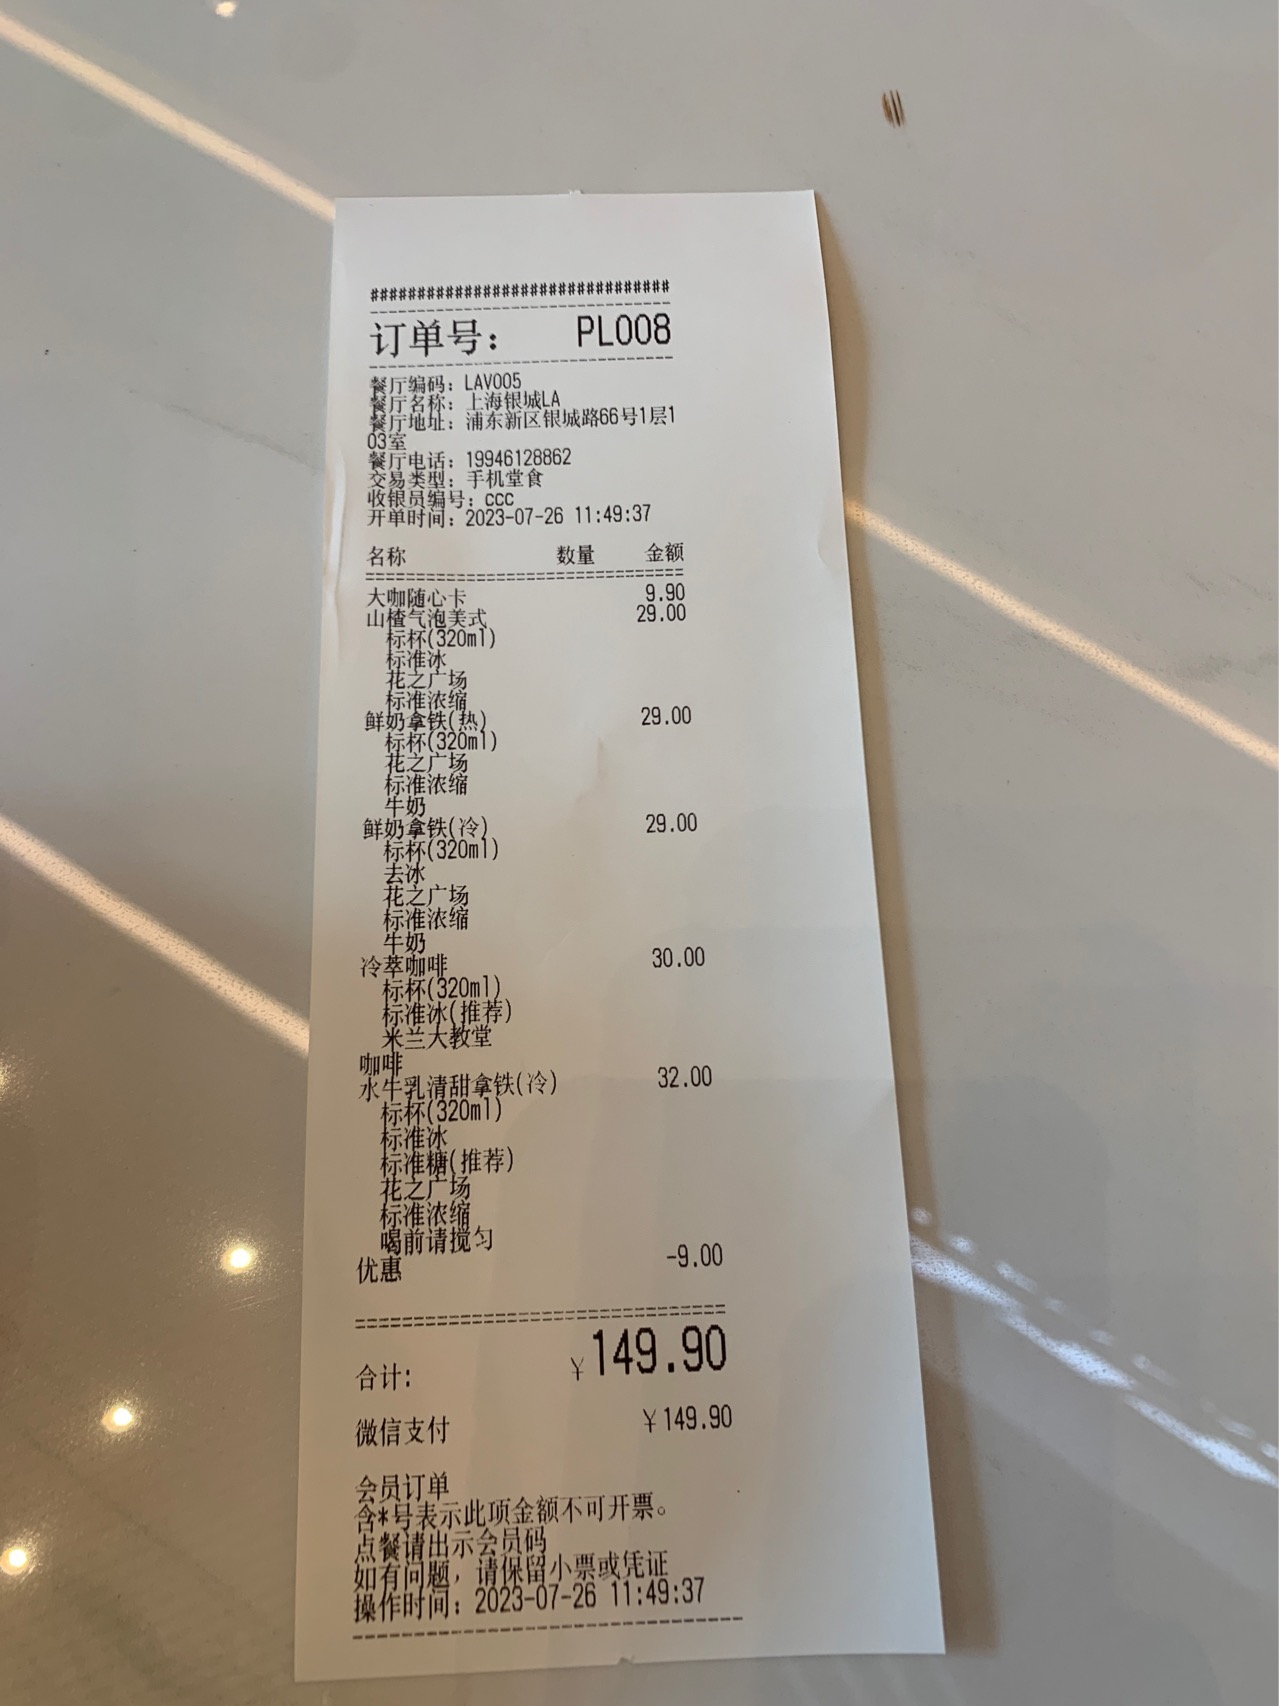 ################################
订单号： PL008
餐厅编码：LAV005
餐厅名称：上海银城LA
餐厅地址：浦东新区银城路66号1层1
03室
餐厅电话：19946128862
交易类型：手机堂食
收银员编号：ccc
开单时间：2023-07-26 11:49:37
名称 数量 金额
大咖随心卡 9.90
山楂气泡美式 29.00
标杯(320ml)
标准冰
花之广场
标准浓缩
鲜奶拿铁(热) 29.00
标杯(320ml)
花之广场
标准浓缩
牛奶
鲜奶拿铁(冷) 29.00
标杯(320ml)
去冰
花之广场
标准浓缩
牛奶
冷萃咖啡 30.00
标杯(320ml)
标准冰(推荐)
米兰大教堂
咖啡
水牛乳清甜拿铁(冷) 32.00
标杯(320ml)
标准冰
标准糖(推荐)
花之广场
标准浓缩
喝前请搅匀
优惠 -9.00
合计: ￥149.90
微信支付 ￥149.90
会员订单
含*号表示此项金额不可开票。
点餐请出示会员码
如有问题，请保留小票或凭证
操作时间：2023-07-26 11:49:37